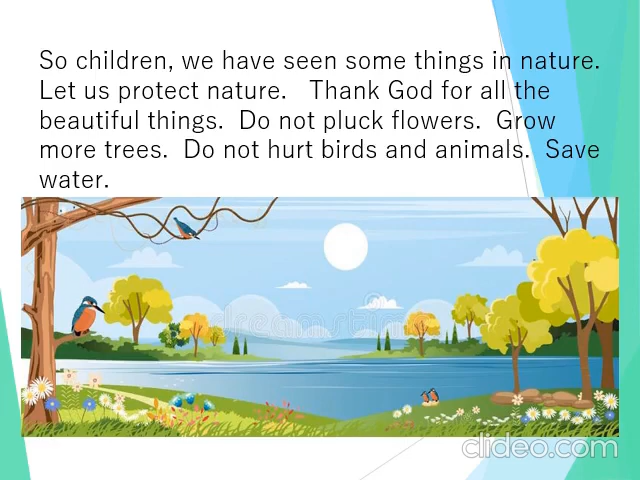 So children, we have seen some things in nature.
Let us protect nature.   Thank God for all the
beautiful things.  Do not pluck flowers.  Grow
more trees.  Do not hurt birds and animals.  Save
water.
dreamstime
clideo.com